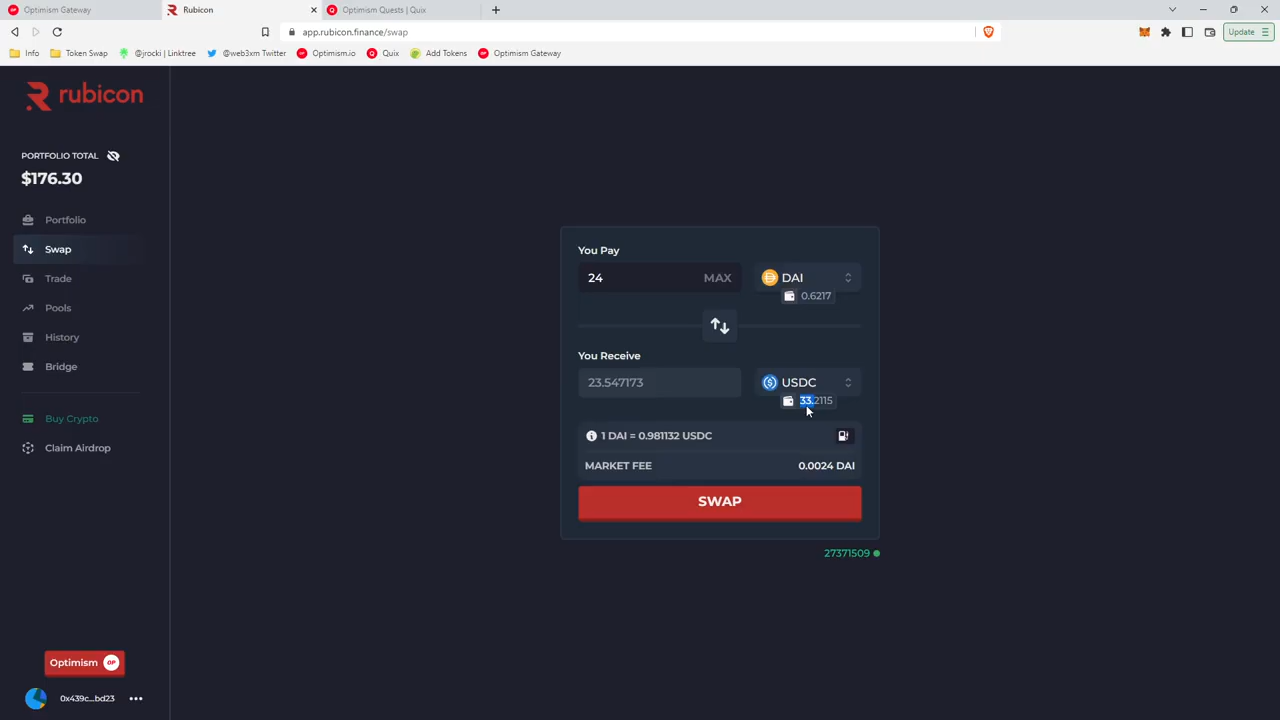 Optimism Gateway
Rubicon
Optimism Quests | Quix
app.rubicon.finance/swap
Update
Info
Token Swap
@jrocki | Linktree
@web3xm Twitter
Optimism.io
Quix
Add Tokens
Optimism Gateway
rubicon
PORTFOLIO TOTAL
$176.30
Portfolio
Swap
Trade
Pools
History
Bridge
Buy Crypto
Claim Airdrop
Optimism OP
0x439c...bd23
You Pay
24 MAX DAI
0.6217
You Receive
23.547173 USDC
33.2115
1 DAI = 0.981132 USDC
MARKET FEE 0.0024 DAI
SWAP
27371509